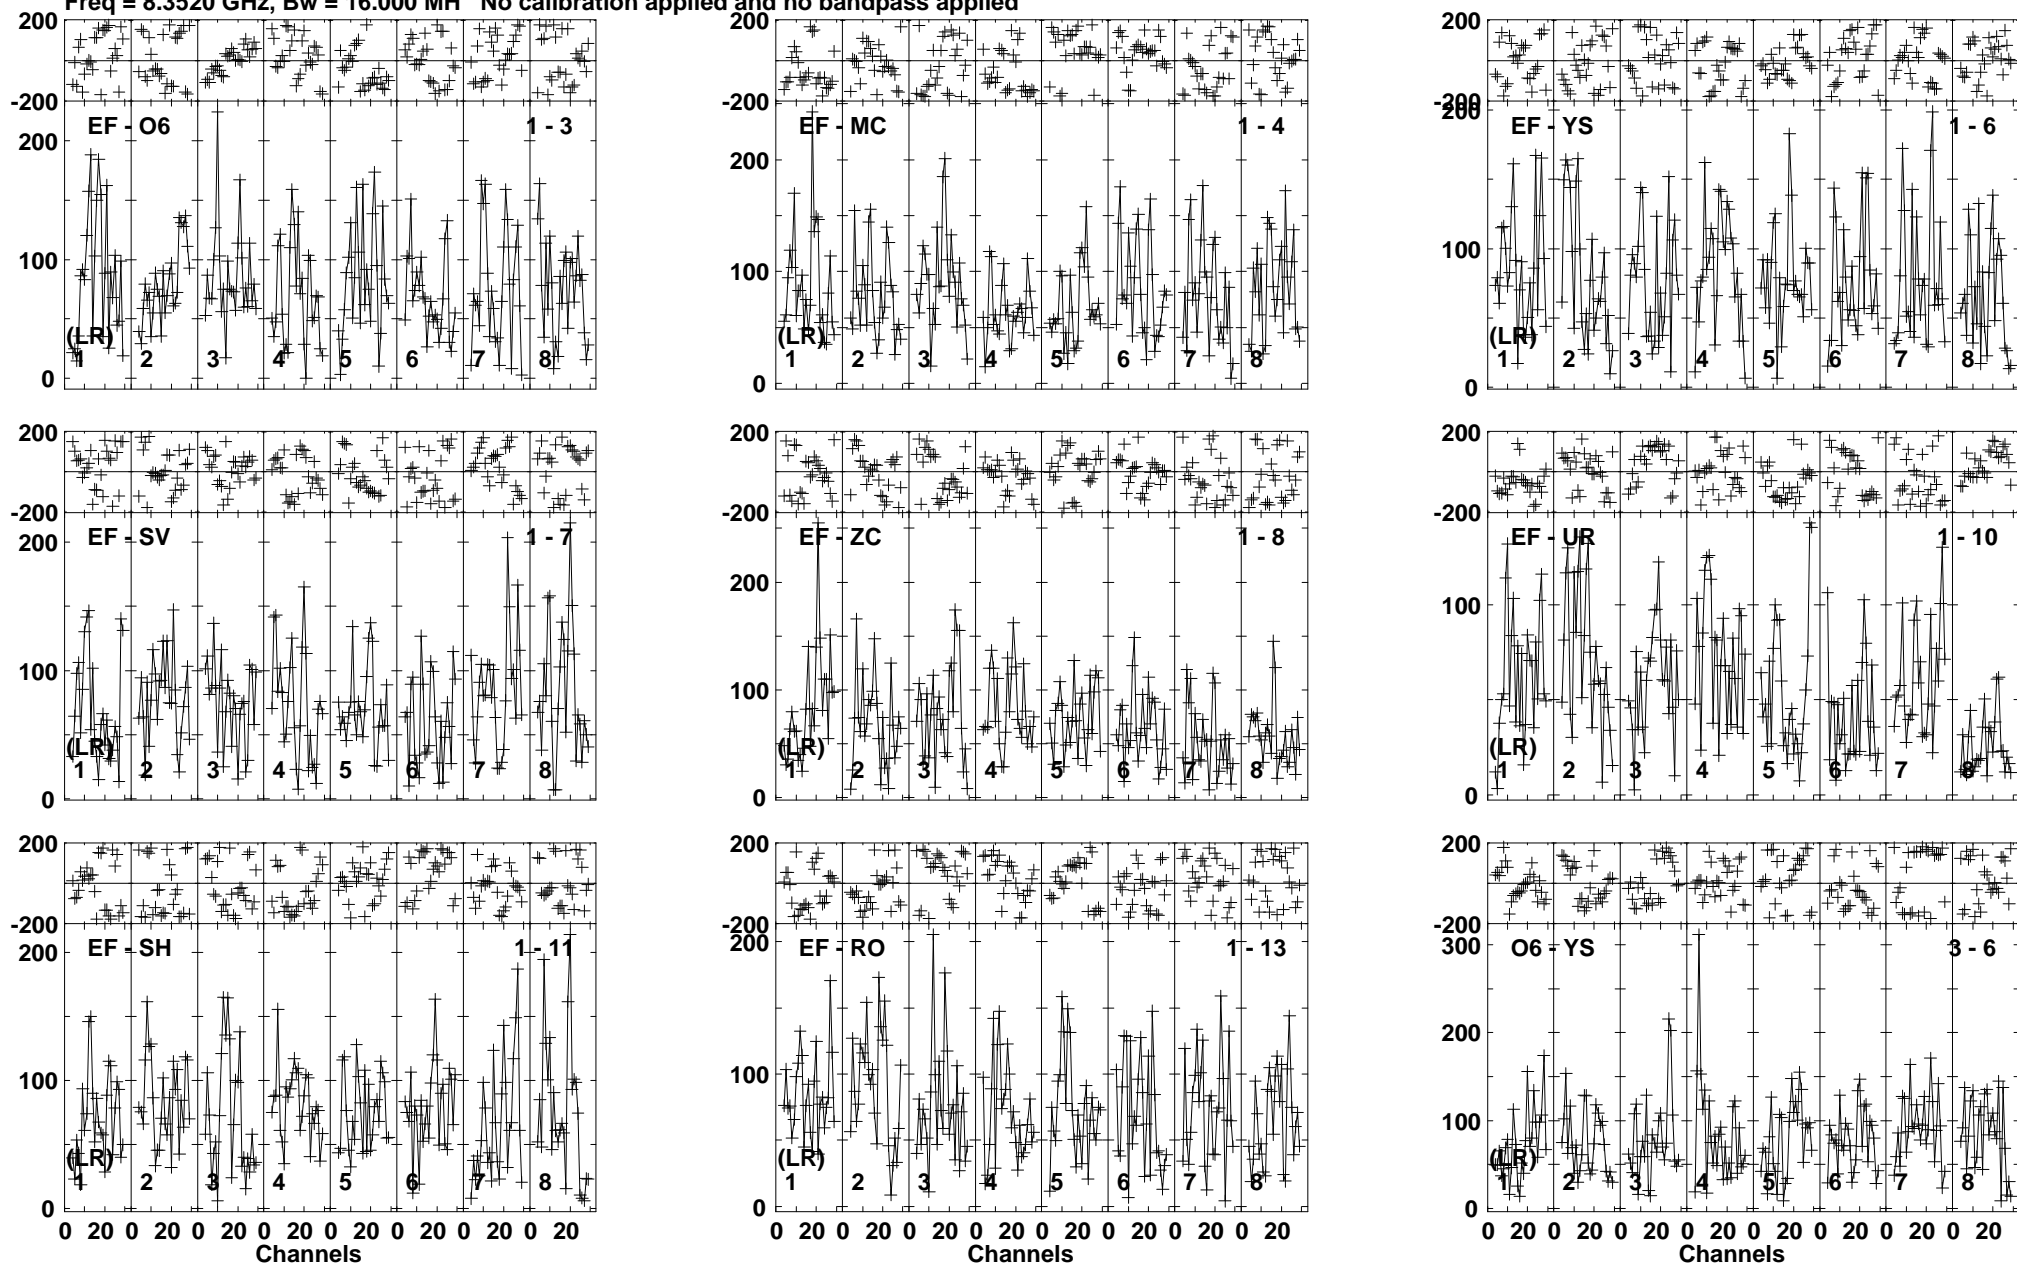 Freq = 8.3520 GHz, Bw = 16.000 MH No calibration applied and no bandpass applied
200 200 200
-200 -200 -200
EF - O6 1 - 3 EF - MC 1 - 4 EF - YS 1 - 6
200 200 200
100 100 100
(LR) (LR) (LR)
1 2 3 4 5 6 7 8 1 2 3 4 5 6 7 8 1 2 3 4 5 6 7 8
0 0 0
200 200 200
-200 -200 -200
EF - SV 1 - 7 EF - ZC 1 - 8 EF - UR 1 - 10
200 200
100 100 100
(LR) (LR) (LR)
1 2 3 4 5 6 7 8 1 2 3 4 5 6 7 8 1 2 3 4 5 6 7 8
0 0 0
200 200 200
-200 -200 -200
EF - SH 1 - 11 EF - RO 1 - 13 O6 - YS 3 - 6
200 200 300
200
100 100 100
(LR) (LR) (LR)
1 2 3 4 5 6 7 8 1 2 3 4 5 6 7 8 1 2 3 4 5 6 7 8
0 0 0
0 20 0 20 0 20 0 20 0 20 0 20 0 20 0 20 0 20 0 20 0 20 0 20 0 20 0 20 0 20 0 20 0 20 0 20 0 20 0 20 0 20 0 20 0 20 0 20
Channels Channels Channels